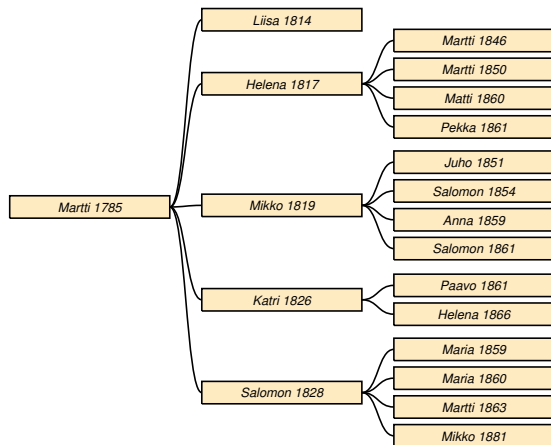 Martti 1785
Liisa 1814
Helena 1817
Martti 1846
Martti 1850
Matti 1860
Pekka 1861
Mikko 1819
Juho 1851
Salomon 1854
Anna 1859
Salomon 1861
Katri 1826
Paavo 1861
Helena 1866
Salomon 1828
Maria 1859
Maria 1860
Martti 1863
Mikko 1881